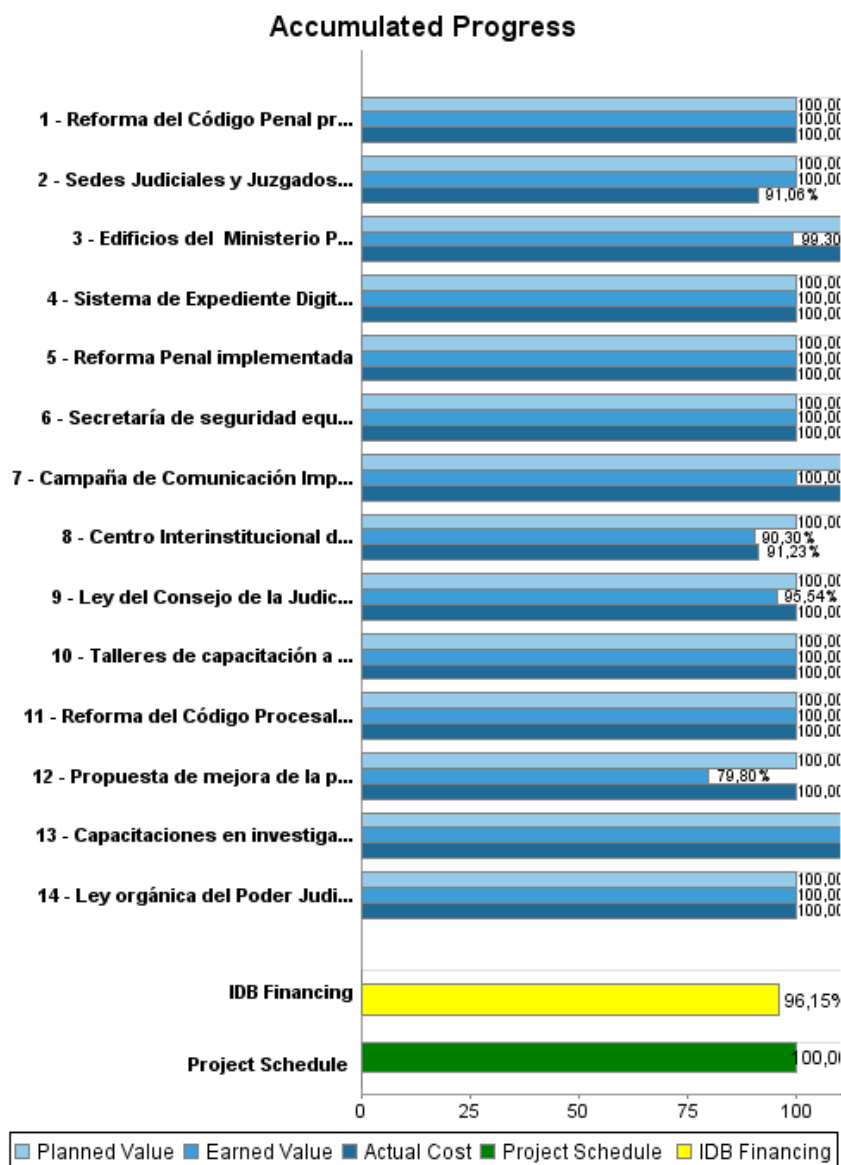 Accumulated Progress
100,00
1 - Reforma del Código Penal pr... 100,00
100,00
100,00
2 - Sedes Judiciales y Juzgados... 100,00
91,06%
3 - Edificios del Ministerio P... 99,30
100,00
4 - Sistema de Expediente Digit... 100,00
100,00
100,00
5 - Reforma Penal implementada 100,00
100,00
100,00
6 - Secretaría de seguridad equ... 100,00
100,00
7 - Campaña de Comunicación Imp... 100,00
100,00
8 - Centro Interinstitucional d... 90,30%
91,23%
100,00
9 - Ley del Consejo de la Judic... 95,54%
100,00
100,00
10 - Talleres de capacitación a ... 100,00
100,00
100,00
11 - Reforma del Código Procesal... 100,00
100,00
100,00
12 - Propuesta de mejora de la p... 79,80%
100,00
13 - Capacitaciones en investiga...
100,00
14 - Ley orgánica del Poder Judi... 100,00
100,00
IDB Financing 96,15%
Project Schedule 100,00
0 25 50 75 100
Planned Value Earned Value Actual Cost Project Schedule IDB Financing